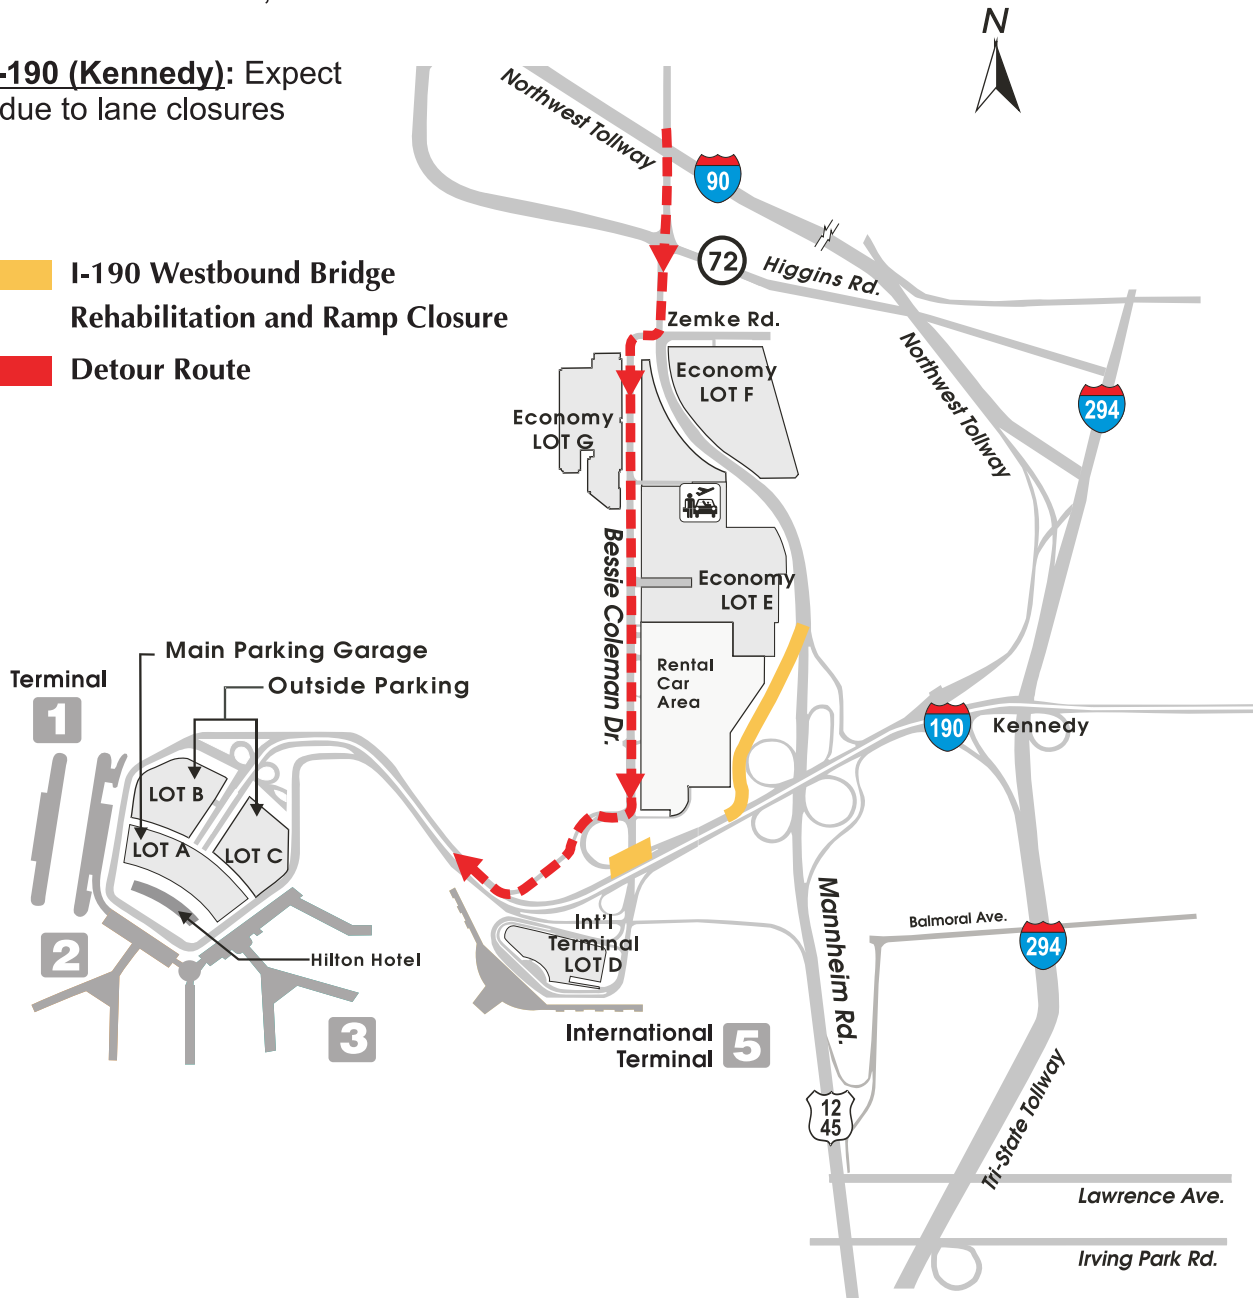 -190 (Kennedy): Expect
due to lane closures
N
Northwest Tollway
90
72
Higgins Rd.
I-190 Westbound Bridge
Rehabilitation and Ramp Closure
Detour Route
Zemke Rd.
Economy
LOT F
Northwest Tollway
294
Economy
LOT G
Bessie Coleman Dr.
Economy
LOT E
Main Parking Garage
Outside Parking
Terminal
1
Rental
Car
Area
190
Kennedy
LOT B
LOT A
LOT C
Mannheim Rd.
Balmoral Ave.
294
Int'l
Terminal
LOT D
2
Hilton Hotel
3
International
Terminal
5
12
45
Tri-State Tollway
Lawrence Ave.
Irving Park Rd.